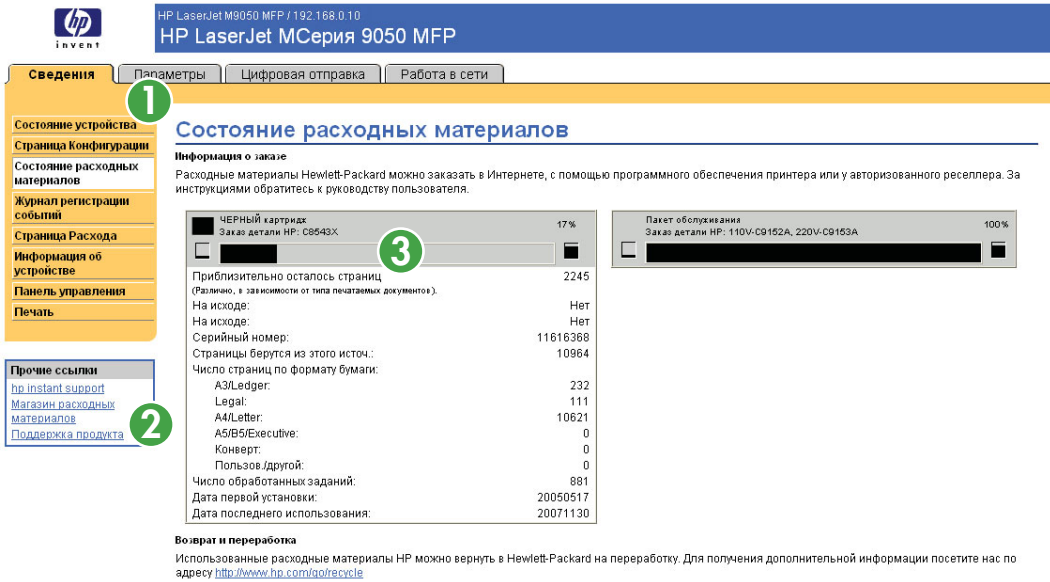 hp
invent
HP LaserJet M9050 MFP / 192.168.0.10
HP LaserJet MСерия 9050 MFP
Сведения
Параметры
Цифровая отправка
Работа в сети
1
Состояние устройства
Страница Конфигурации
Состояние расходных
материалов
Журнал регистрации
событий
Страница Расхода
Информация об
устройстве
Панель управления
Печать
Прочие ссылки
hp instant support
Магазин расходных
материалов
Поддержка продукта
2
Состояние расходных материалов
Информация о заказе
Расходные материалы Hewlett-Packard можно заказать в Интернете, с помощью программного обеспечения принтера или у авторизованного реселлера. За
инструкциями обратитесь к руководству пользователя.
ЧЕРНЫЙ картридж 17%
Заказ детали HP: C8543X
3
Приблизительно осталось страниц 2245
(Различно, в зависимости от типа печатаемых документов).
На исходе: Нет
На исходе: Нет
Серийный номер: 11616368
Страницы берутся из этого источ.: 10964
Число страниц по формату бумаги:
A3/Ledger: 232
Legal: 111
A4/Letter: 10621
A5/B5/Executive: 0
Конверт: 0
Пользов./другой: 0
Число обработанных заданий: 881
Дата первой установки: 20050517
Дата последнего использования: 20071130
Пакет обслуживания 100%
Заказ детали HP: 110V-C9152A, 220V-C9153A
Возврат и переработка
Использованные расходные материалы HP можно вернуть в Hewlett-Packard на переработку. Для получения дополнительной информации посетите нас по
адресу http://www.hp.com/go/recycle